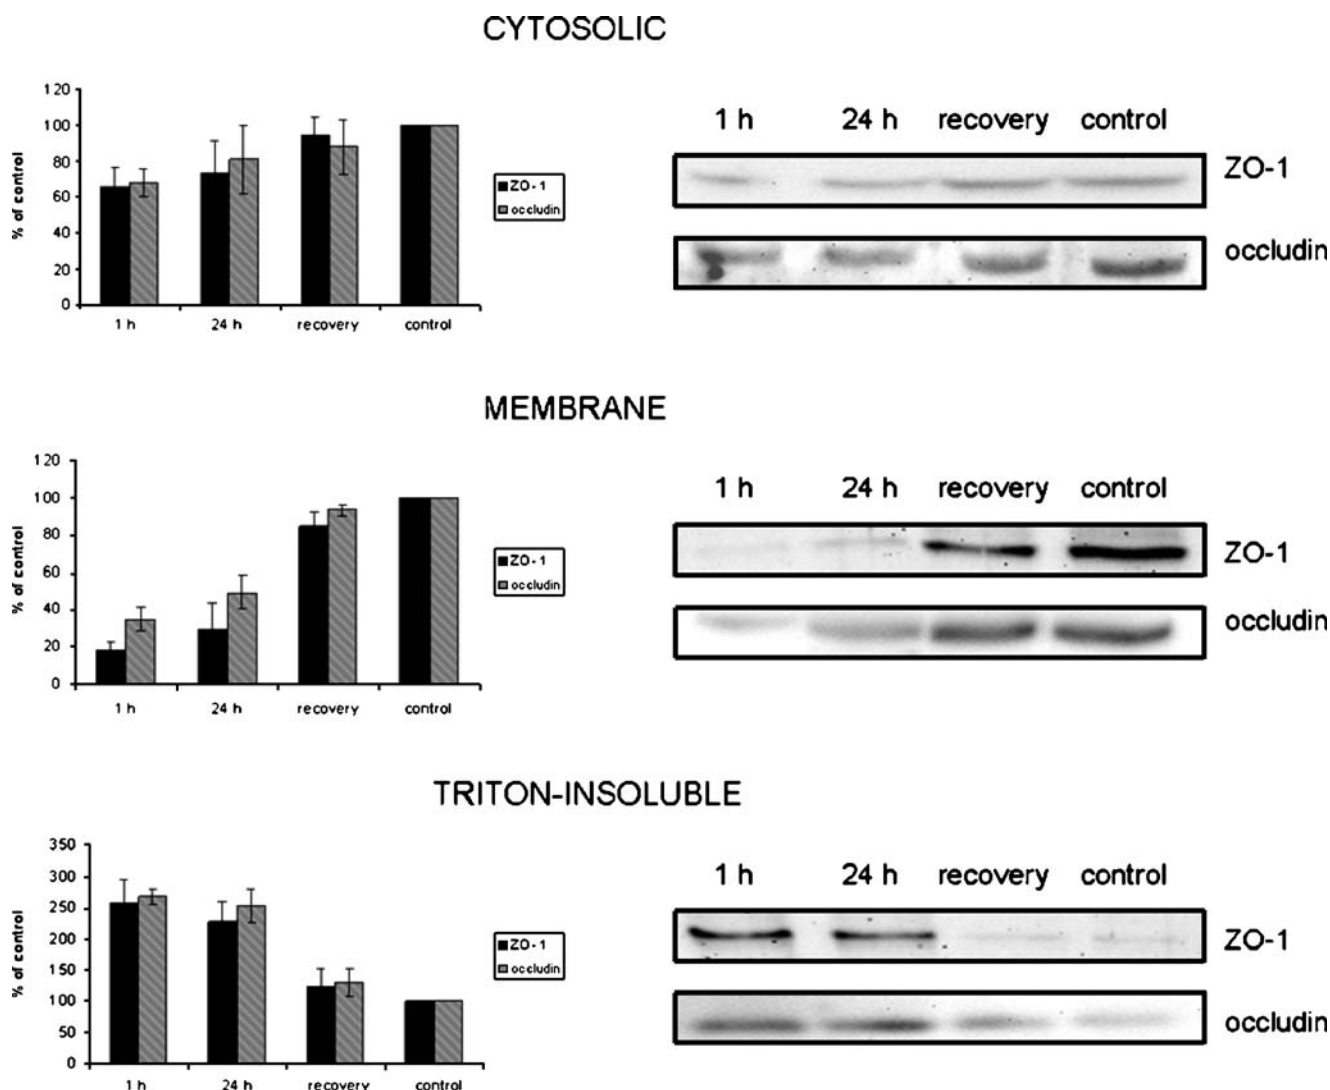 CYTOSOLIC
120
100
80
60
40
20
0
% of control
1 h 24 h recovery control
ZO-1
occludin
1 h 24 h recovery control
ZO-1
occludin
MEMBRANE
120
100
80
60
40
20
0
% of control
1 h 24 h recovery control
ZO-1
occludin
1 h 24 h recovery control
ZO-1
occludin
TRITON-INSOLUBLE
350
300
250
200
150
100
50
0
% of control
1 h 24 h recovery control
ZO-1
occludin
1 h 24 h recovery control
ZO-1
occludin